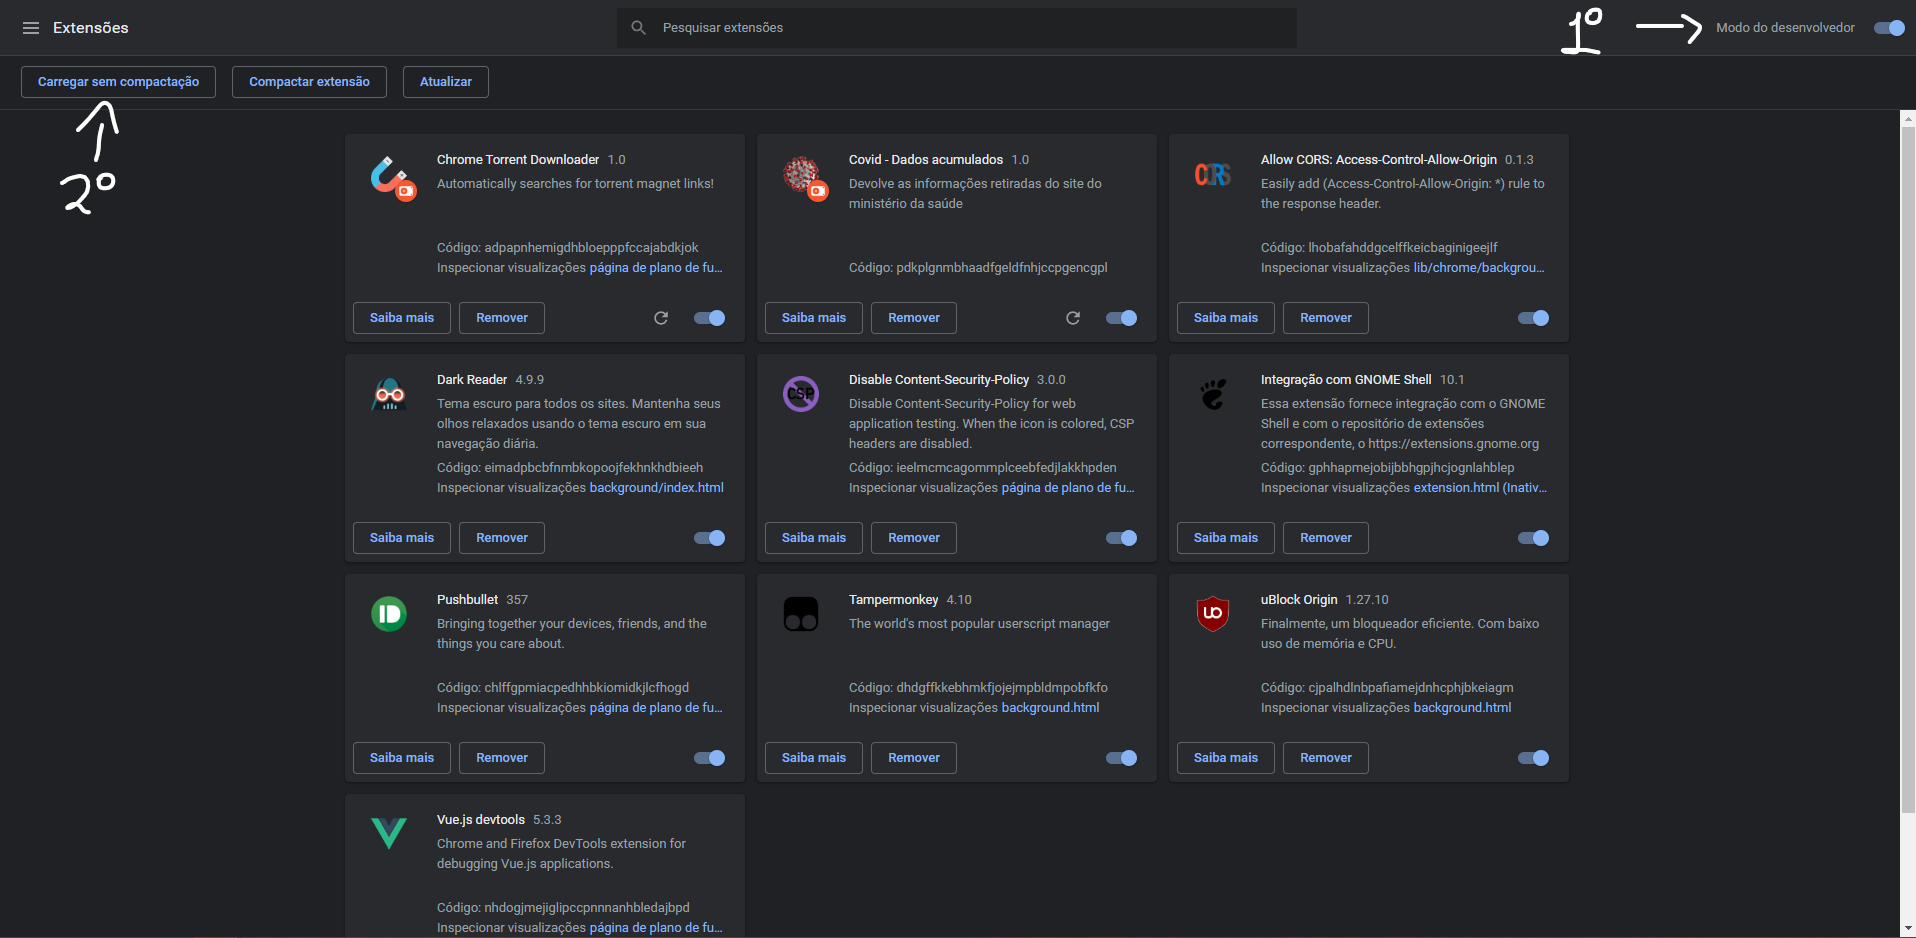 Extensões
Pesquisar extensões
1º
Modo do desenvolvedor
Carregar sem compactação
Compactar extensão
Atualizar
2º
Chrome Torrent Downloader 1.0
Automatically searches for torrent magnet links!
Código: adpapnhemigdhbloepppfccajabdkjok
Inspecionar visualizações página de plano de fu...
Saiba mais
Remover
Covid - Dados acumulados 1.0
Devolve as informações retiradas do site do
ministério da saúde
Código: pdkplgnmbhaadfgeldfnhjccpgencgpl
Saiba mais
Remover
CORS
Allow CORS: Access-Control-Allow-Origin 0.1.3
Easily add (Access-Control-Allow-Origin: *) rule to
the response header.
Código: lhobafahddgcelffkeicbaginigeejlf
Inspecionar visualizações lib/chrome/backgrou...
Saiba mais
Remover
Dark Reader 4.9.9
Tema escuro para todos os sites. Mantenha seus
olhos relaxados usando o tema escuro em sua
navegação diária.
Código: eimadpbcbfnmbkopoojfekhnkhdbieeh
Inspecionar visualizações background/index.html
Saiba mais
Remover
CSP
Disable Content-Security-Policy 3.0.0
Disable Content-Security-Policy for web
application testing. When the icon is colored, CSP
headers are disabled.
Código: ieelmcmcagommplceebfedjlakkhpden
Inspecionar visualizações página de plano de fu...
Saiba mais
Remover
Integração com GNOME Shell 10.1
Essa extensão fornece integração com o GNOME
Shell e com o repositório de extensões
correspondente, o https://extensions.gnome.org
Código: gphhapmejobijbbhgpjhcjognlahblep
Inspecionar visualizações extension.html (Inativ...
Saiba mais
Remover
Pushbullet 357
Bringing together your devices, friends, and the
things you care about.
Código: chlffgpmiacpedhhbkiomidkjlcfhogd
Inspecionar visualizações página de plano de fu...
Saiba mais
Remover
Tampermonkey 4.10
The world's most popular userscript manager
Código: dhdgffkkebhmkfjojejmpbldmpobfkfo
Inspecionar visualizações background.html
Saiba mais
Remover
uBlock Origin 1.27.10
Finalmente, um bloqueador eficiente. Com baixo
uso de memória e CPU.
Código: cjpalhdlnbpafiamejdnhcphjbkeiagm
Inspecionar visualizações background.html
Saiba mais
Remover
Vue.js devtools 5.3.3
Chrome and Firefox DevTools extension for
debugging Vue.js applications.
Código: nhdogjmejiglipccpnnnanhbledajbpd
Inspecionar visualizações página de plano de fu...